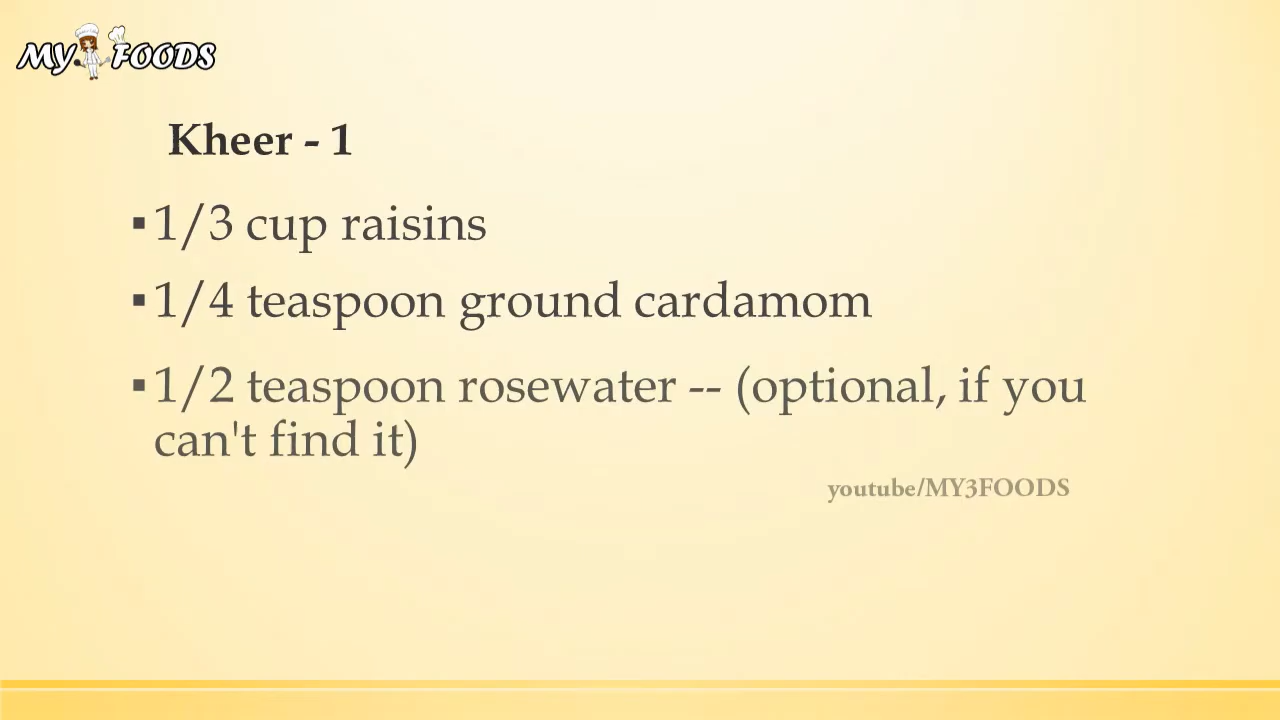 MY FOODS
Kheer - 1
▪1/3 cup raisins
▪1/4 teaspoon ground cardamom
▪1/2 teaspoon rosewater -- (optional, if you
can't find it)
youtube/MY3FOODS